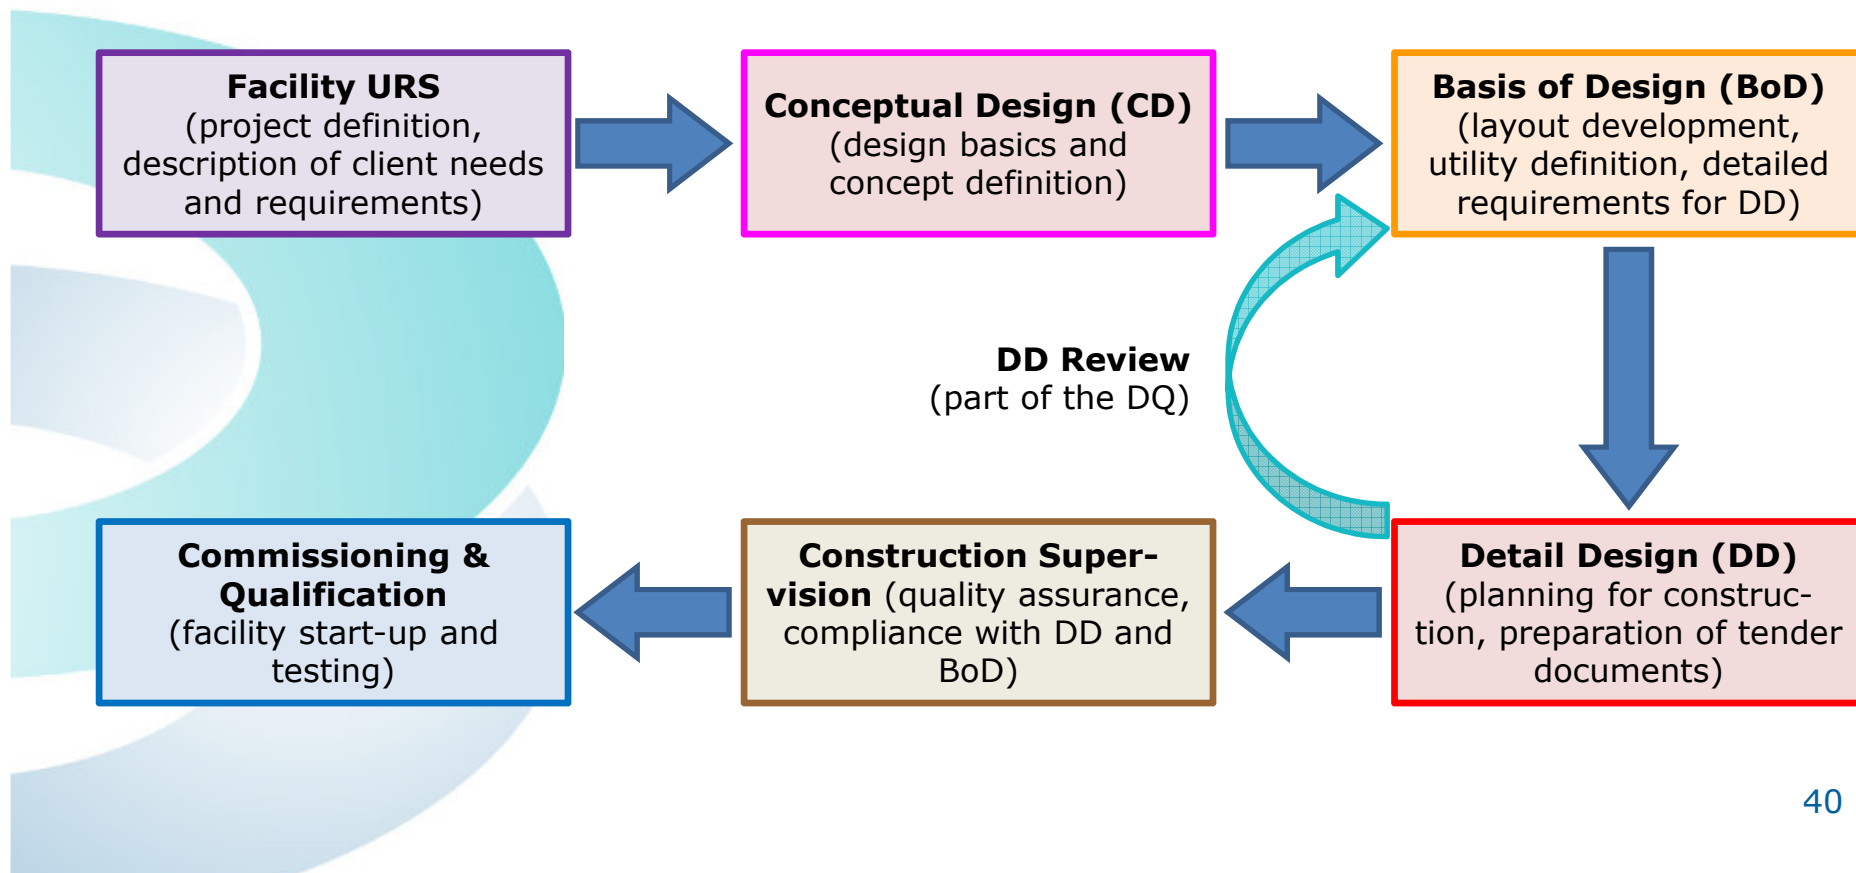 Facility URS
(project definition,
description of client needs
and requirements)
Conceptual Design (CD)
(design basics and
concept definition)
Basis of Design (BoD)
(layout development,
utility definition, detailed
requirements for DD)
DD Review
(part of the DQ)
Detail Design (DD)
(planning for construc-
tion, preparation of tender
documents)
Construction Super-
vision (quality assurance,
compliance with DD and
BoD)
Commissioning &
Qualification
(facility start-up and
testing)
40